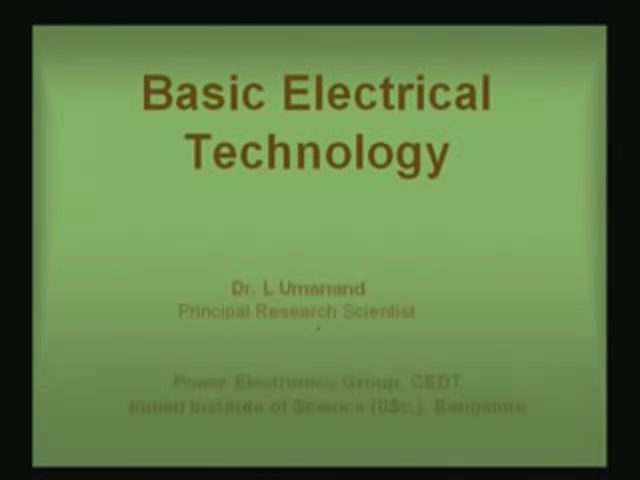 Basic Electrical
Technology
Dr. L Umanand
Principal Research Scientist
Power Electronics Group, CEDT
Indian Institute of Science (IISc.), Bangalore